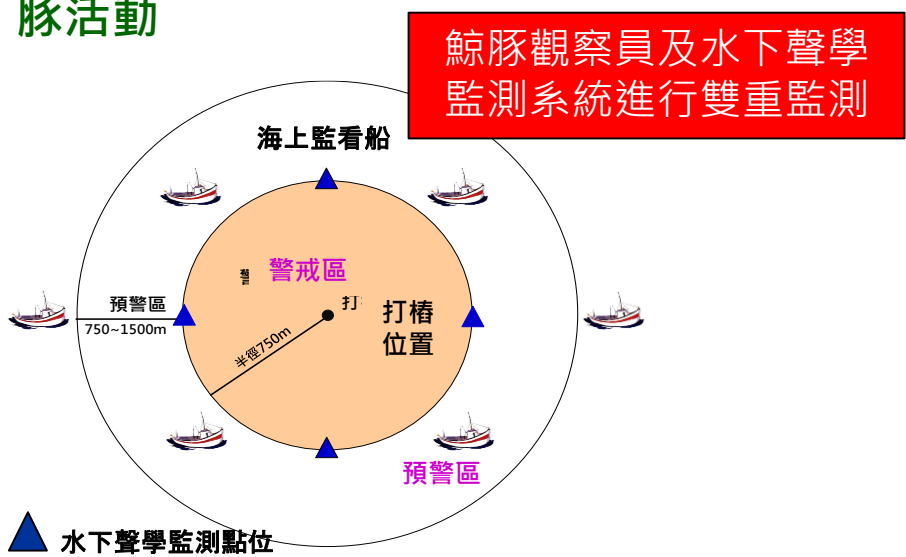 豚活動
鯨豚觀察員及水下聲學
監測系統進行雙重監測
海上監看船
警戒區
預警區
750~1500m
打
打樁
位置
半徑750m
預警區
水下聲學監測點位